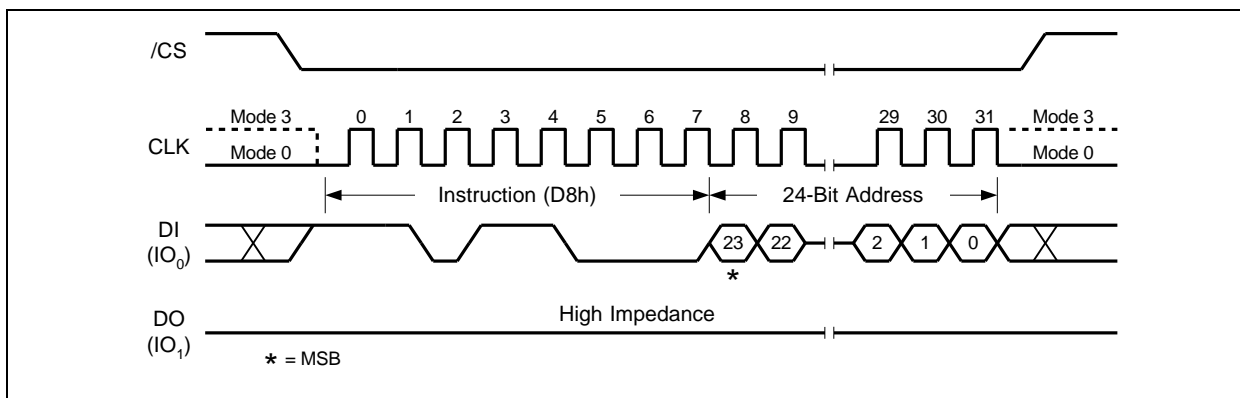 /CS
Mode 3 0 1 2 3 4 5 6 7 8 9 29 30 31 Mode 3
CLK Mode 0 Mode 0
Instruction (D8h) 24-Bit Address
DI
(IO0)
23 22 2 1 0
*
High Impedance
DO
(IO1)
* = MSB